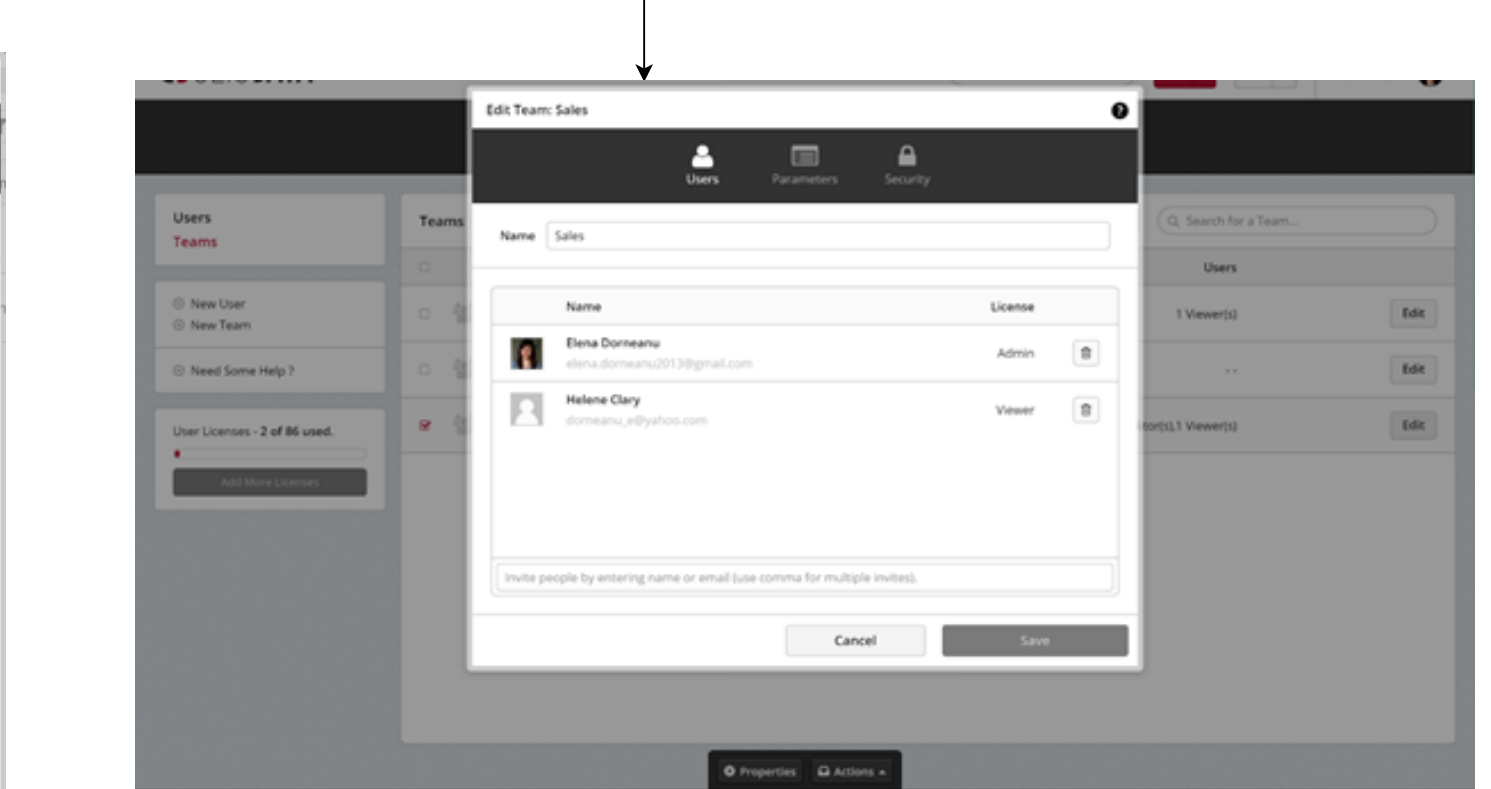 Edit Team: Sales
?
Users
Parameters
Security
Name
Sales
Name
License
Elena Dorneanu
elena.dorneanu2013@gmail.com
Admin
Helene Clary
dorneanu_e@yahoo.com
Viewer
Invite people by entering name or email (use comma for multiple invites).
Cancel
Save
Users
Teams
New User
New Team
Need Some Help ?
User Licenses - 2 of 86 used.
Add More Licenses
Teams
Search for a Team...
Users
1 Viewer(s)
Edit
- -
Edit
tor(s),1 Viewer(s)
Edit
Properties
Actions